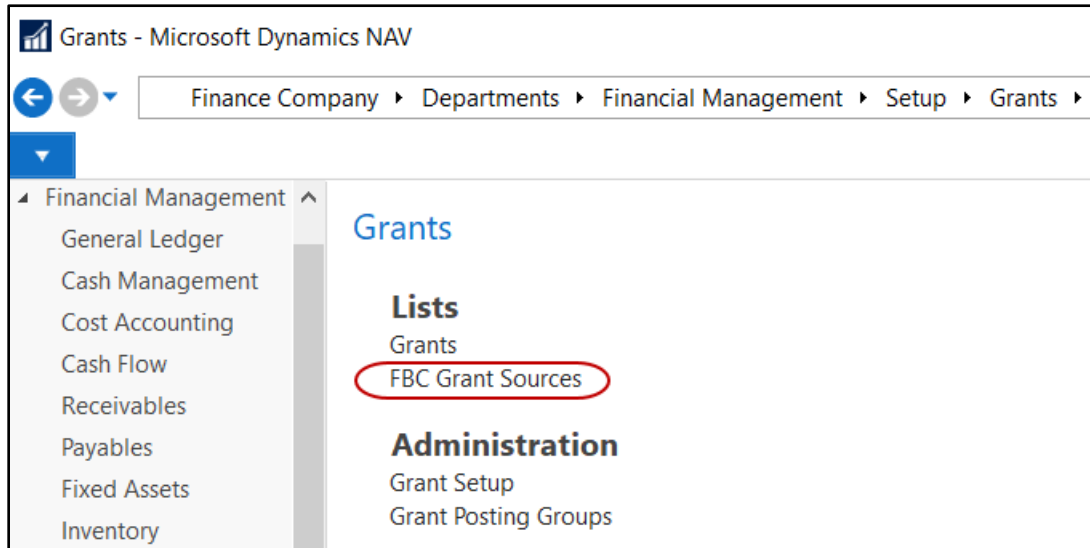 Grants - Microsoft Dynamics NAV
Finance Company ▸ Departments ▸ Financial Management ▸ Setup ▸ Grants ▸
Financial Management
General Ledger
Cash Management
Cost Accounting
Cash Flow
Receivables
Payables
Fixed Assets
Inventory
Grants
Lists
Grants
FBC Grant Sources
Administration
Grant Setup
Grant Posting Groups